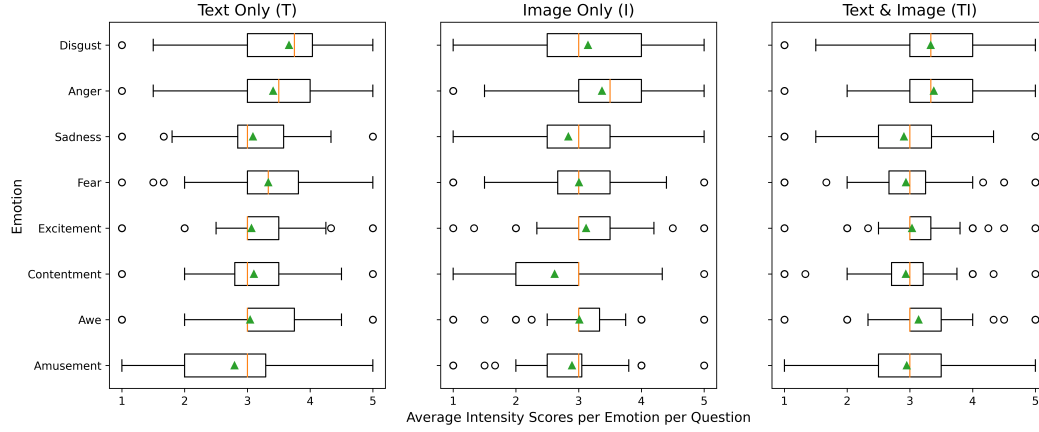 Text Only (T)
Image Only (I)
Text & Image (TI)
Emotion
Disgust
Anger
Sadness
Fear
Excitement
Contentment
Awe
Amusement
1 2 3 4 5
1 2 3 4 5
1 2 3 4 5
Average Intensity Scores per Emotion per Question